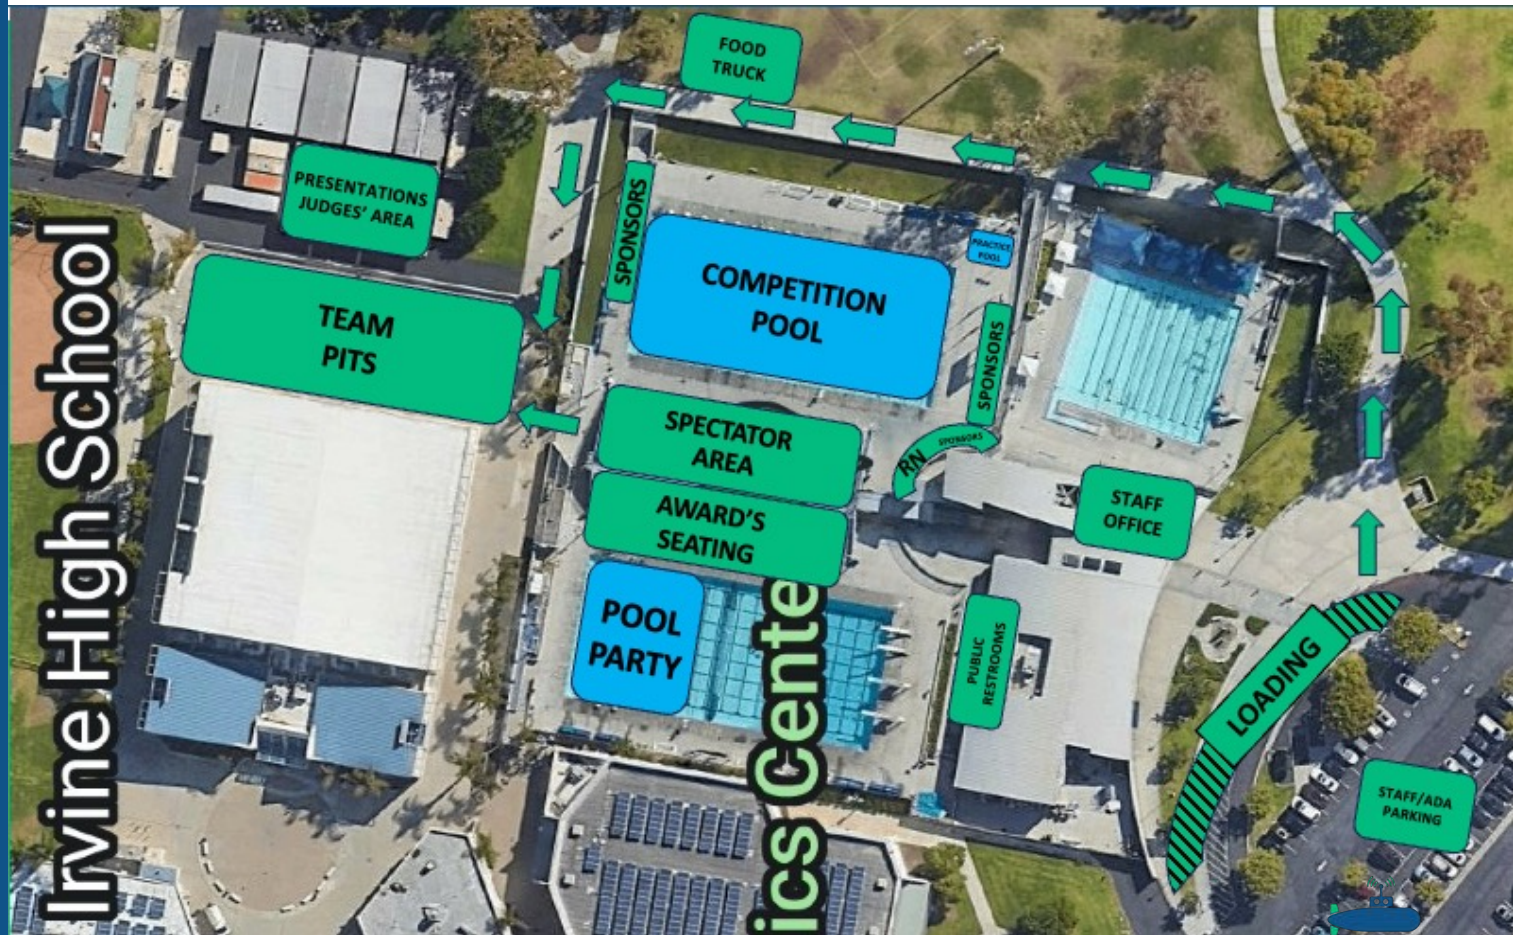 FOOD
TRUCK
PRESENTATIONS
JUDGES' AREA
SPONSORS
COMPETITION
POOL
PRACTICE
POOL
TEAM
PITS
SPONSORS
SPECTATOR
AREA
RN SPONSORS
AWARD'S
SEATING
STAFF
OFFICE
POOL
PARTY
PUBLIC
RESTROOMS
LOADING
STAFF/ADA
PARKING
Irvine High School
ics Cente